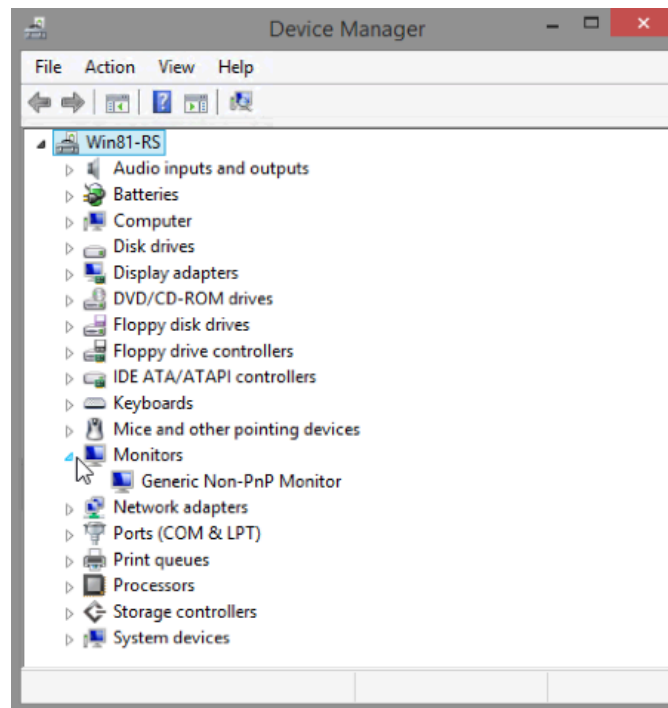 Device Manager
File Action View Help
Win81-RS
Audio inputs and outputs
Batteries
Computer
Disk drives
Display adapters
DVD/CD-ROM drives
Floppy disk drives
Floppy drive controllers
IDE ATA/ATAPI controllers
Keyboards
Mice and other pointing devices
Monitors
Generic Non-PnP Monitor
Network adapters
Ports (COM & LPT)
Print queues
Processors
Storage controllers
System devices